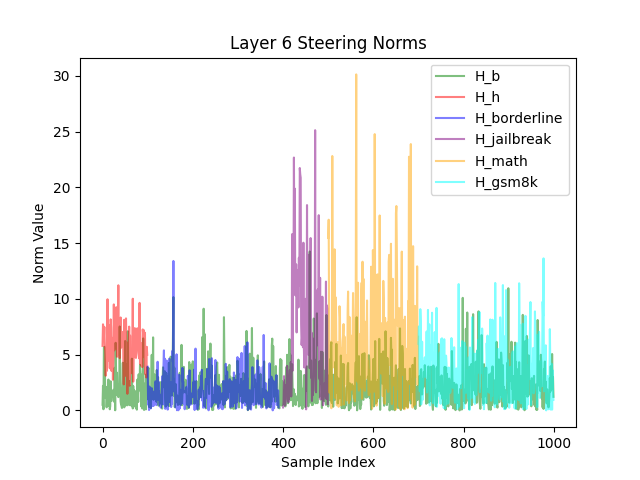 Layer 6 Steering Norms
Norm Value
30
25
20
15
10
5
0
H_b
H_h
H_borderline
H_jailbreak
H_math
H_gsm8k
0 200 400 600 800 1000
Sample Index